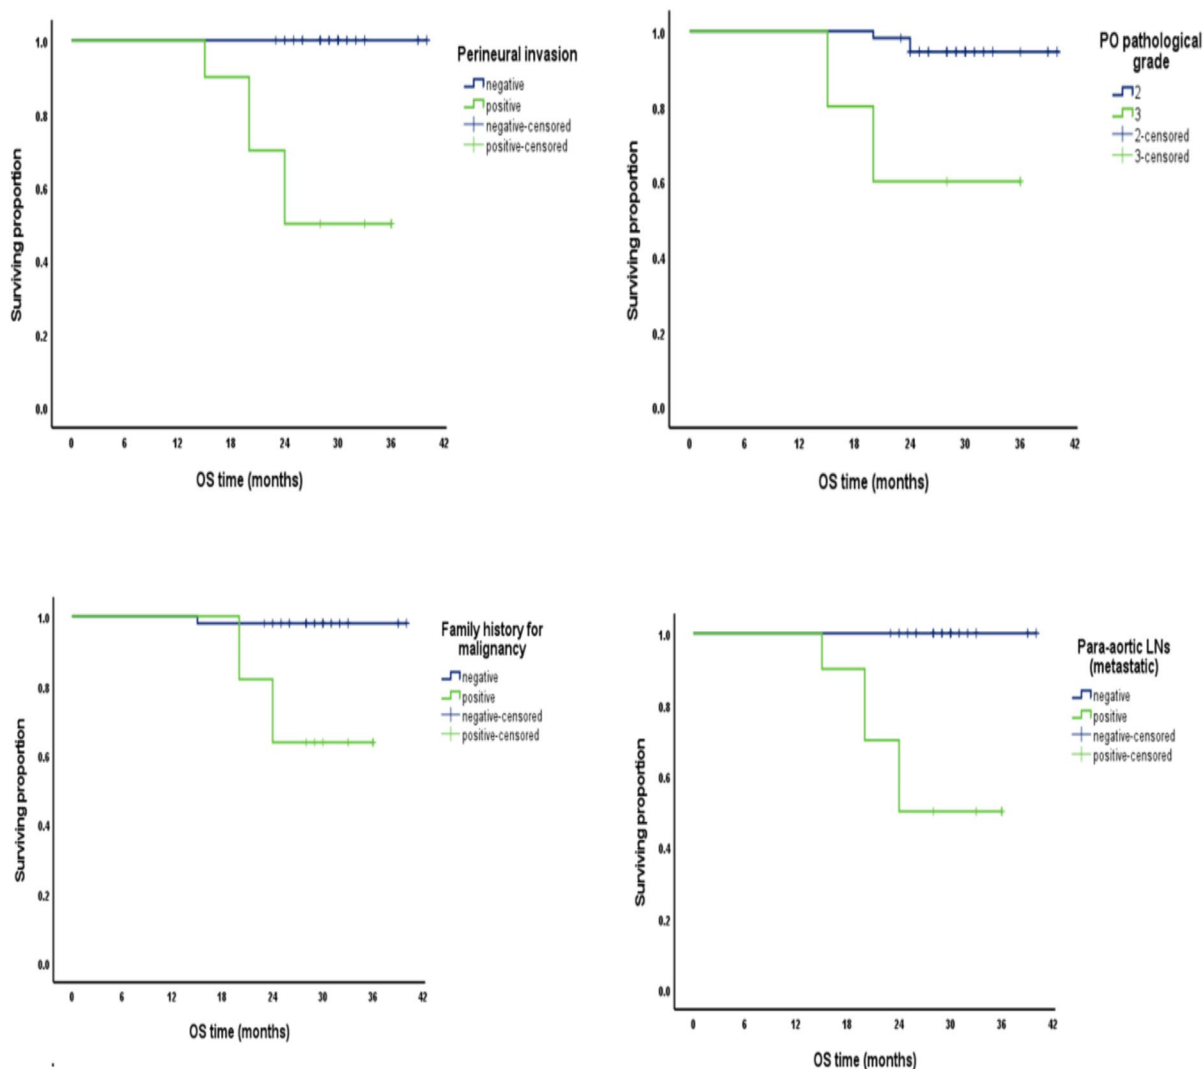 Perineural invasion
negative
positive
negative-censored
positive-censored
Surviving proportion
1.0
0.8
0.6
0.4
0.2
0.0
0 6 12 18 24 30 36 42
OS time (months)
PO pathological
grade
2
3
2-censored
3-censored
Surviving proportion
1.0
0.8
0.6
0.4
0.2
0.0
0 6 12 18 24 30 36 42
OS time (months)
Family history for
malignancy
negative
positive
negative-censored
positive-censored
Surviving proportion
1.0
0.8
0.6
0.4
0.2
0.0
0 6 12 18 24 30 36 42
OS time (months)
Para-aortic LNs
(metastatic)
negative
positive
negative-censored
positive-censored
Surviving proportion
1.0
0.8
0.6
0.4
0.2
0.0
0 6 12 18 24 30 36 42
OS time (months)